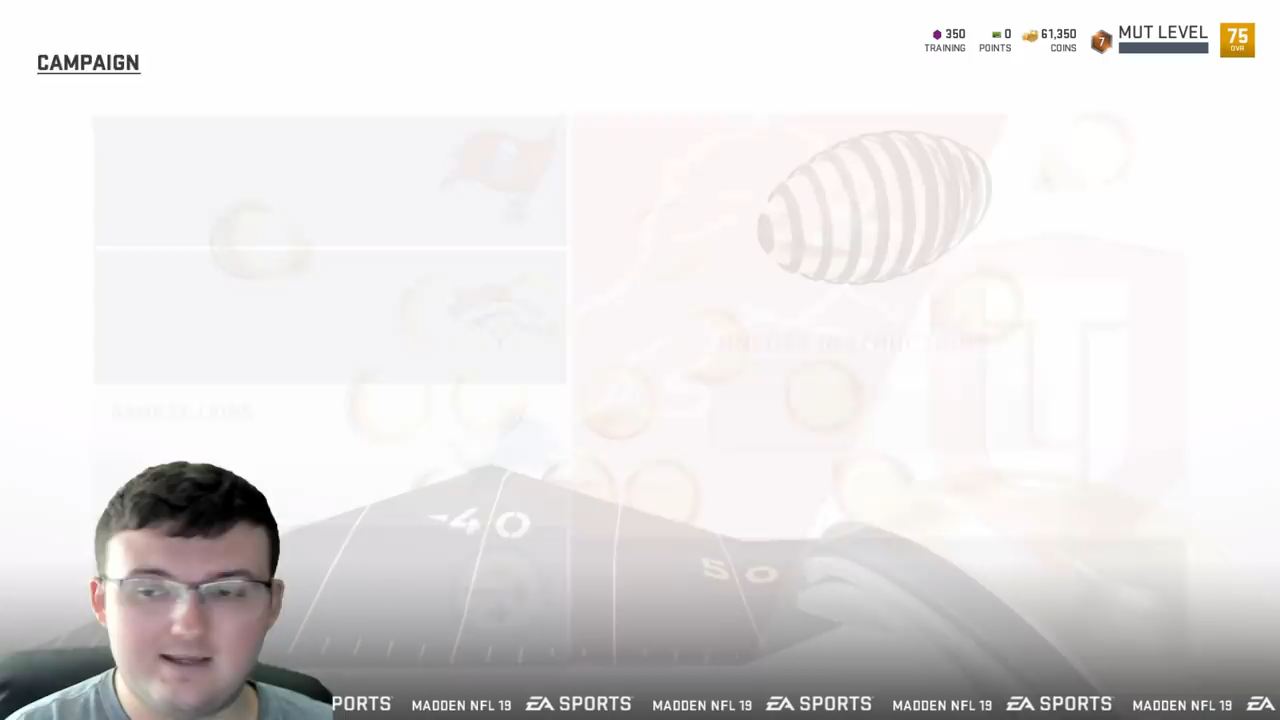 CAMPAIGN
350 TRAINING
0 POINTS
61,350 COINS
7
MUT LEVEL
75 OVR
40
50
PORTS MADDEN NFL 19 EA SPORTS MADDEN NFL 19 EA SPORTS MADDEN NFL 19 EA SPORTS MADDEN NFL 19 EA